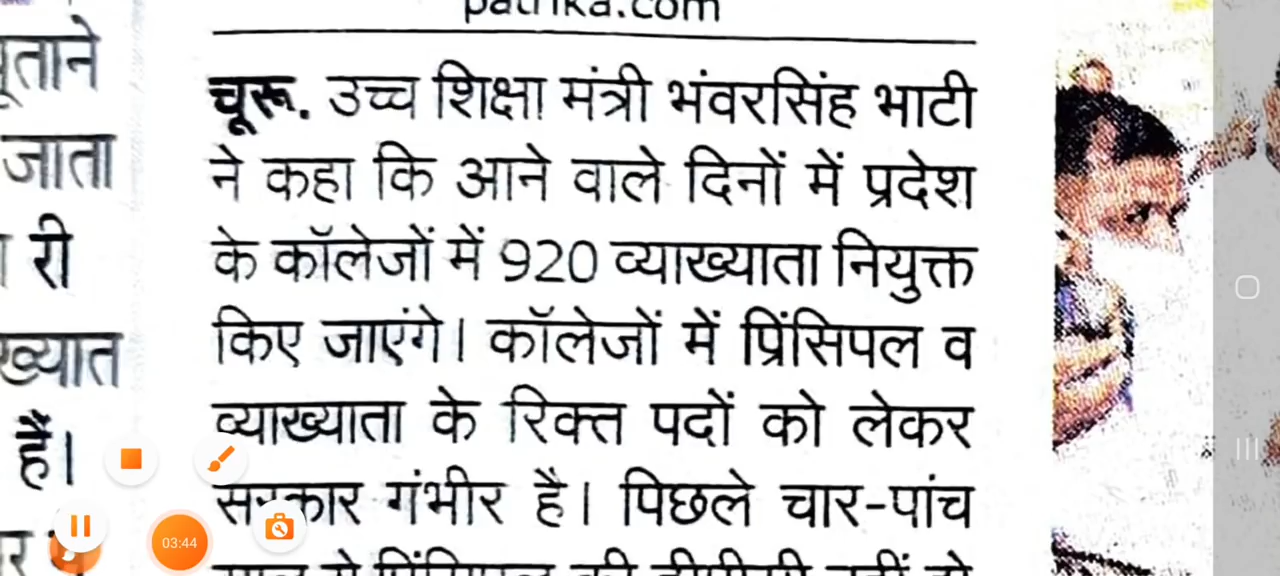 patrika.com
चूरू. उच्च शिक्षा मंत्री भंवरसिंह भाटी
ने कहा कि आने वाले दिनों में प्रदेश
के कॉलेजों में 920 व्याख्याता नियुक्त
किए जाएंगे। कॉलेजों में प्रिंसिपल व
व्याख्याता के रिक्त पदों को लेकर
सरकार गंभीर है। पिछले चार-पांच
जाता
री
है।
03:44